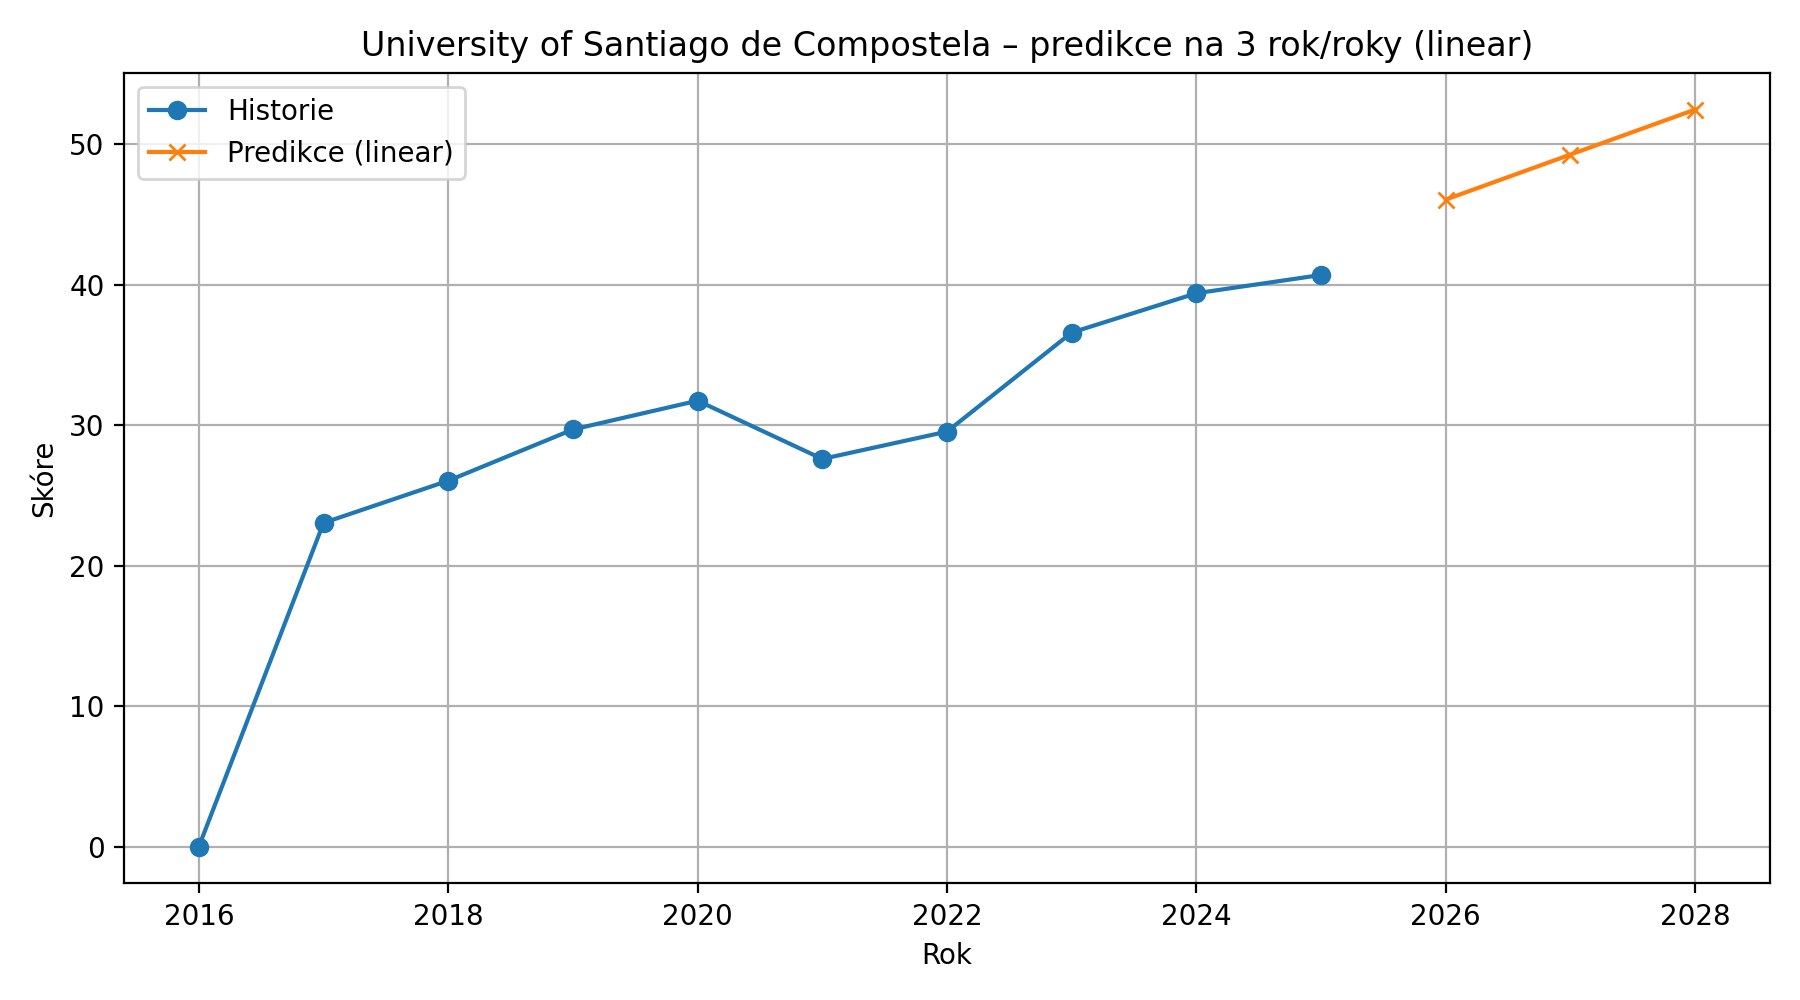 University of Santiago de Compostela – predikce na 3 rok/roky (linear)
Historie
Predikce (linear)
50
40
30
20
10
0
Skóre
2016 2018 2020 2022 2024 2026 2028
Rok